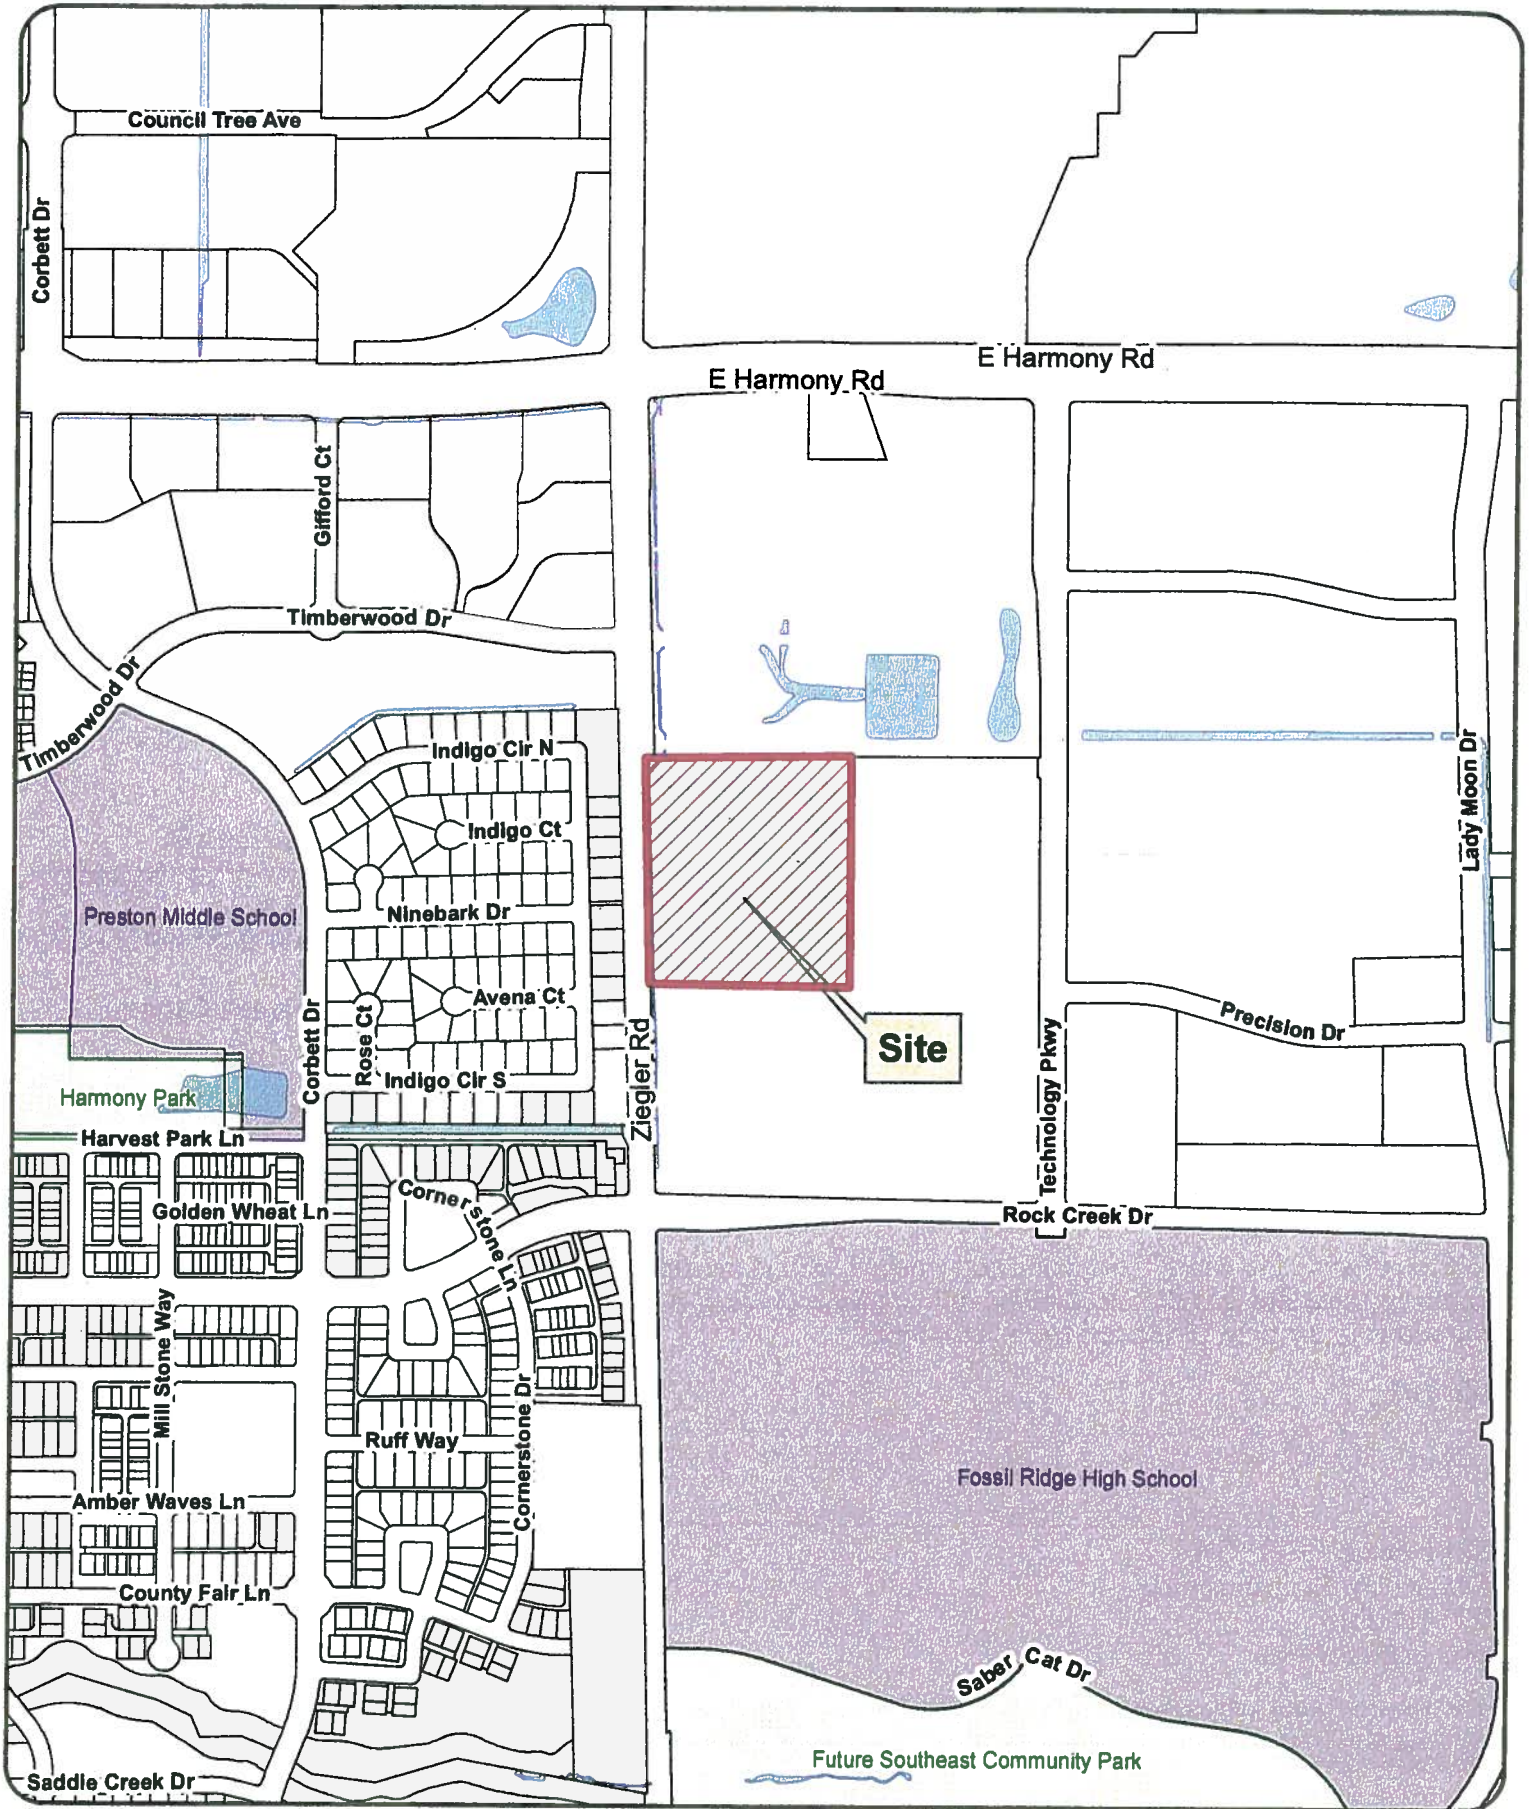 Council Tree Ave
Corbett Dr
E Harmony Rd
E Harmony Rd
Gifford Ct
Timberwood Dr
Timberwood Dr
Indigo Cir N
Lady Moon Dr
Indigo Ct
Preston Middle School
Ninebark Dr
Avena Ct
Rose Ct
Corbett Dr
Precision Dr
Site
Ziegler Rd
Technology Pkwy
Indigo Cir S
Harmony Park
Harvest Park Ln
Cornerstone Ln
Golden Wheat Ln
Rock Creek Dr
Mill Stone Way
Cornerstone Dr
Ruff Way
Fossil Ridge High School
Amber Waves Ln
County Fair Ln
Saber Cat Dr
Future Southeast Community Park
Saddle Creek Dr